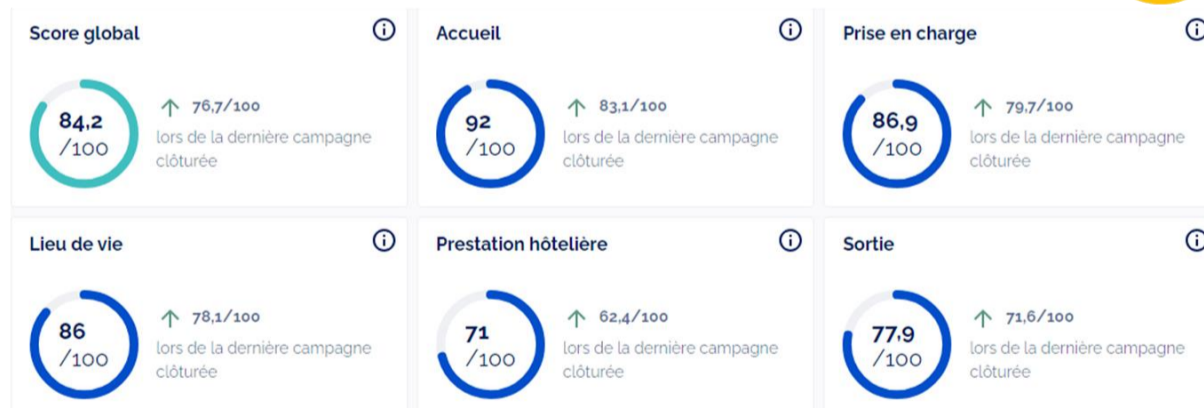 Score global
84,2
/100
76,7/100
lors de la dernière campagne
clôturée
Accueil
92
/100
83,1/100
lors de la dernière campagne
clôturée
Prise en charge
86,9
/100
79,7/100
lors de la dernière campagne
clôturée
Lieu de vie
86
/100
78,1/100
lors de la dernière campagne
clôturée
Prestation hôtelière
71
/100
62,4/100
lors de la dernière campagne
clôturée
Sortie
77,9
/100
71,6/100
lors de la dernière campagne
clôturée